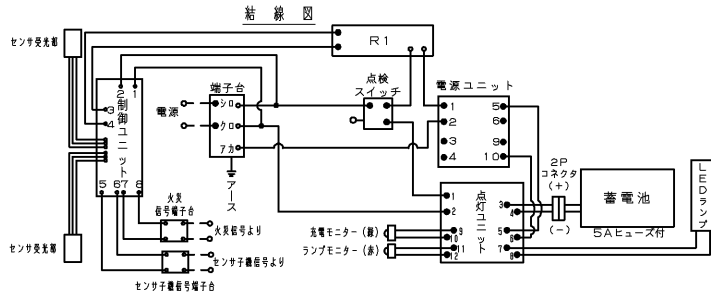 結線図
センサ受光部
R1
2 1
3
4
制御ユニット
5 6 7 8
端子台
電源
シロ
クロ
アカ
アース
点検
スイッチ
電源ユニット
1
2
3
4
5
6
9
10
センサ受光部
火災
信号端子台
火災信号より
センサ子機信号より
センサ子機信号端子台
点灯ユニット
1
2
3
4
5
6
7
8
9
10
11
12
充電モニター (緑)
ランプモニター (赤)
2P
コネクタ
(+)
(-)
蓄電池
5Aヒューズ付
LEDランプ